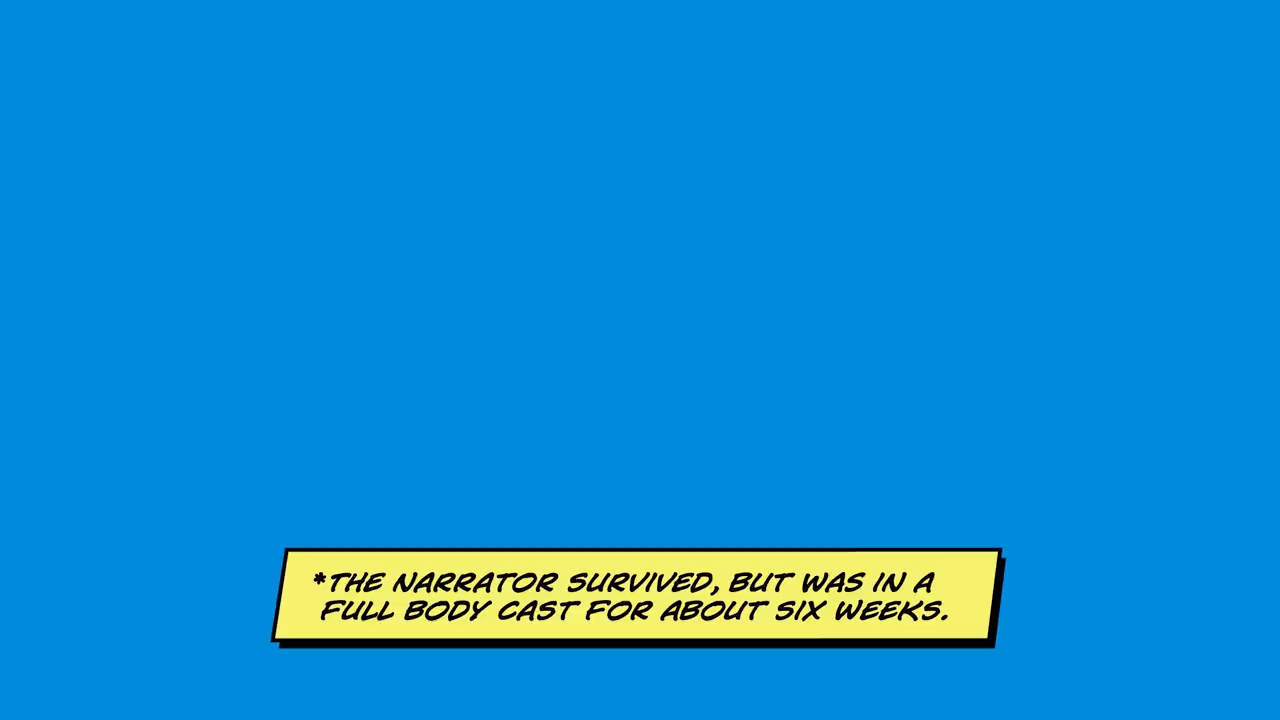 *THE NARRATOR SURVIVED, BUT WAS IN A
FULL BODY CAST FOR ABOUT SIX WEEKS.